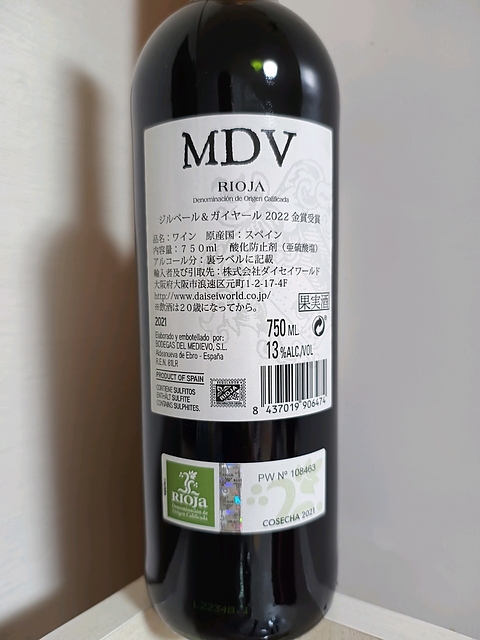 MDV
RIOJA
Denominación de Origen Calificada
ジルベール＆ガイヤール 2022 金賞受賞
品名：ワイン 原産国：スペイン
内容量：750ml 酸化防止剤（亜硫酸塩）
アルコール分：裏ラベルに記載
輸入者及び引取先：株式会社ダイセイワールド
大阪府大阪市浪速区元町1-2-17-4F
http://www.daiseiworld.co.jp/
果実酒
※飲酒は20歳になってから。
2021
Elaborado y embotellado por:
BODEGAS DEL MEDIEVO, S.L.
Aldeanueva de Ebro - España
R.E.N. 81LR
750 ML.
13 %ALC/VOL
PRODUCT OF SPAIN
CONTIENE SULFITOS
ENTHÄLT SULFITE
CONTAINS SULPHITES.
8 437019 906474
PW Nº 108463
RIOJA
Denominación de
Origen Calificada
COSECHA 2021